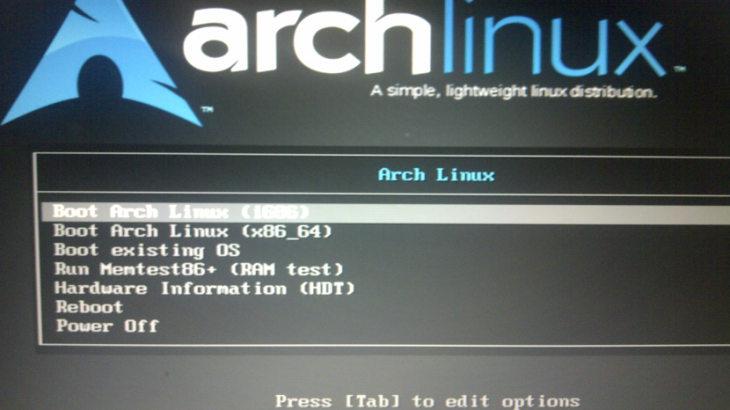 archlinux™
A simple, lightweight linux distribution.
™
Arch Linux
Boot Arch Linux (i686)
Boot Arch Linux (x86_64)
Boot existing OS
Run Memtest86+ (RAM test)
Hardware Information (HDT)
Reboot
Power Off
Press [Tab] to edit options